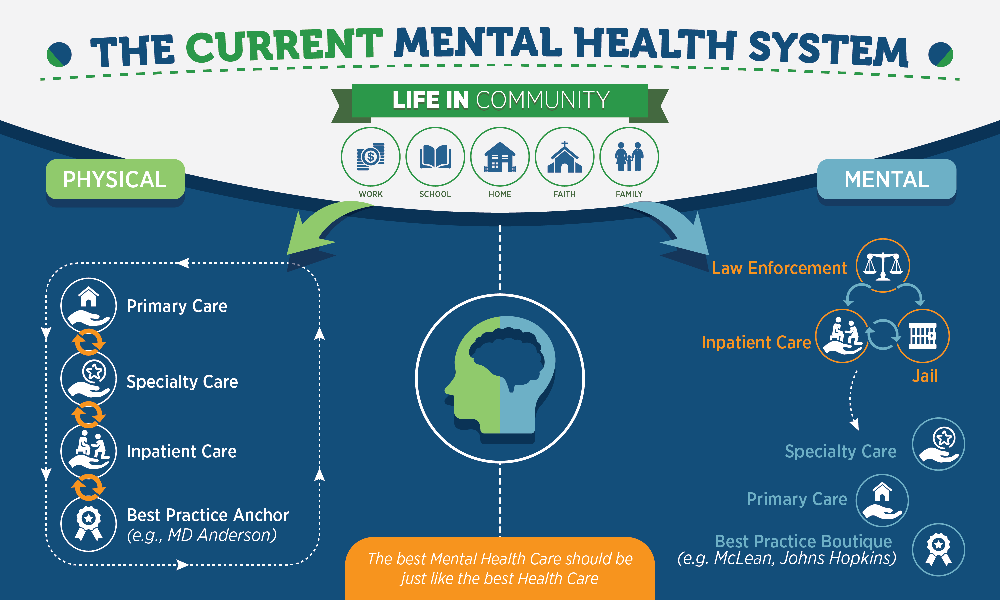 THE CURRENT MENTAL HEALTH SYSTEM
LIFE IN COMMUNITY
$
WORK
SCHOOL
HOME
FAITH
FAMILY
PHYSICAL
Primary Care
Specialty Care
Inpatient Care
Best Practice Anchor
(e.g., MD Anderson)
MENTAL
Law Enforcement
Inpatient Care
Jail
Specialty Care
Primary Care
Best Practice Boutique
(e.g. McLean, Johns Hopkins)
The best Mental Health Care should be
just like the best Health Care